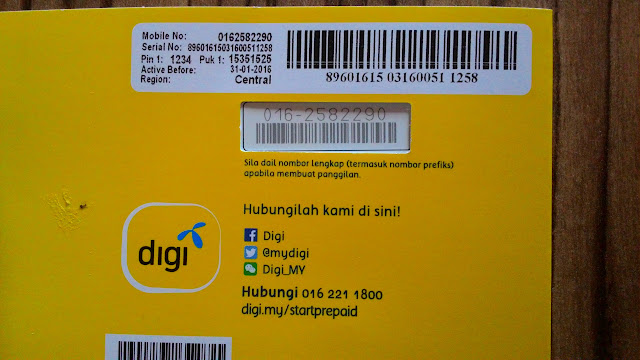 Mobile No: 0162582290
Serial No: 8960161503160051 1258
Pin 1: 1234 Puk 1: 15351525
Active Before: 31-01-2016
Region: Central
89601615 03160051 1258
016-2582290
Sila dail nombor lengkap (termasuk nombor prefiks)
apabila membuat panggilan.
Hubungilah kami di sini!
Digi
@mydigi
Digi_MY
digi
Hubungi 016 221 1800
digi.my/startprepaid